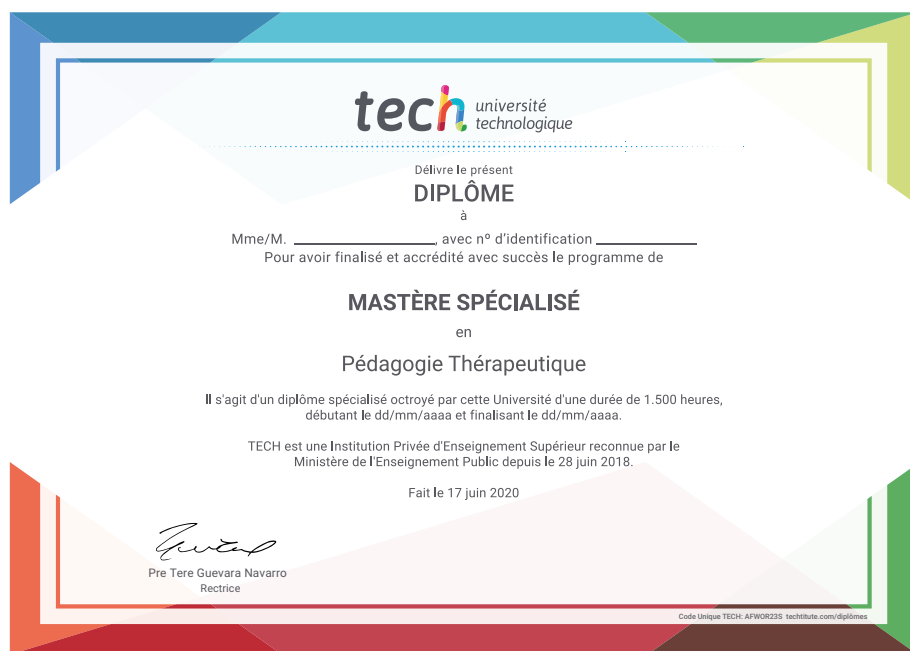 tech université
technologique
Délivre le présent
DIPLÔME
à
Mme/M. ____________, avec nº d'identification ____________
Pour avoir finalisé et accrédité avec succès le programme de
MASTÈRE SPÉCIALISÉ
en
Pédagogie Thérapeutique
Il s'agit d'un diplôme spécialisé octroyé par cette Université d'une durée de 1.500 heures,
débutant le dd/mm/aaaa et finalisant le dd/mm/aaaa.
TECH est une Institution Privée d'Enseignement Supérieur reconnue par le
Ministère de l'Enseignement Public depuis le 28 juin 2018.
Fait le 17 juin 2020
Pre Tere Guevara Navarro
Rectrice
Code Unique TECH: AFWOR23S techtitute.com/diplômes